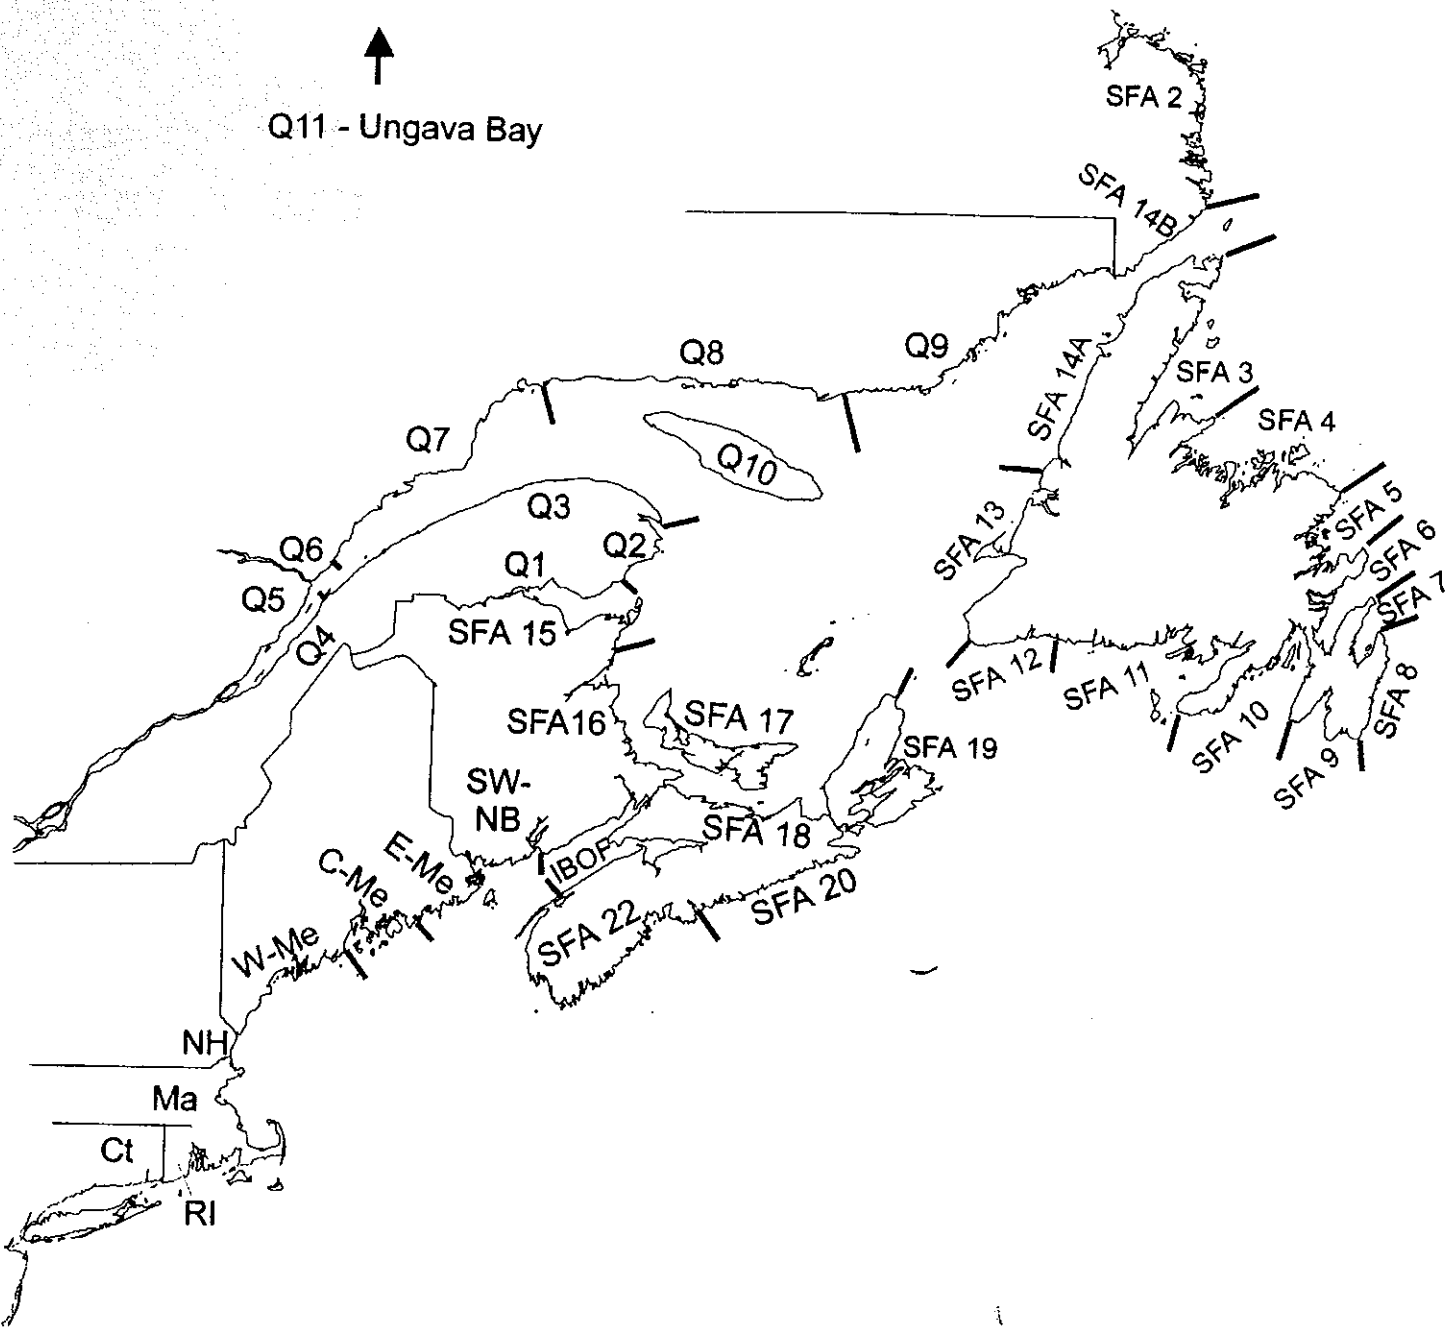 SFA 2
Q11 - Ungava Bay
SFA 14B
Q8
Q9
SFA 14A
SFA 3
SFA 4
Q7
Q10
Q3
SFA 5
SFA 13
SFA 6
Q6
Q2
Q1
SFA 7
Q5
SFA 15
Q4
SFA 12
SFA 11
SFA 8
SFA16
SFA 17
SFA 10
SFA 19
SFA 9
SW-
NB
SFA 18
IBOF
E-Me
C-Me
SFA 20
SFA 22
W-Me
NH
Ma
Ct
RI